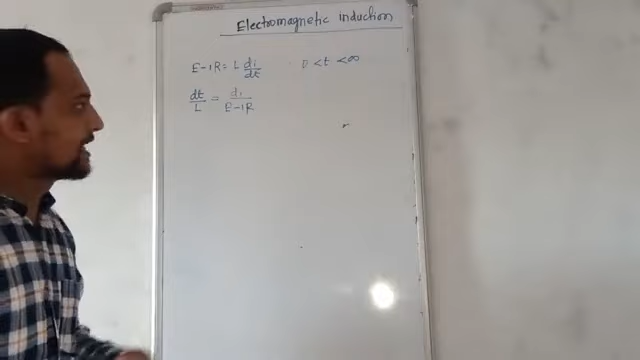 Electromagnetic induction
E-iR = L di/dt 0 < t < ∞
dt/L = di/E-iR